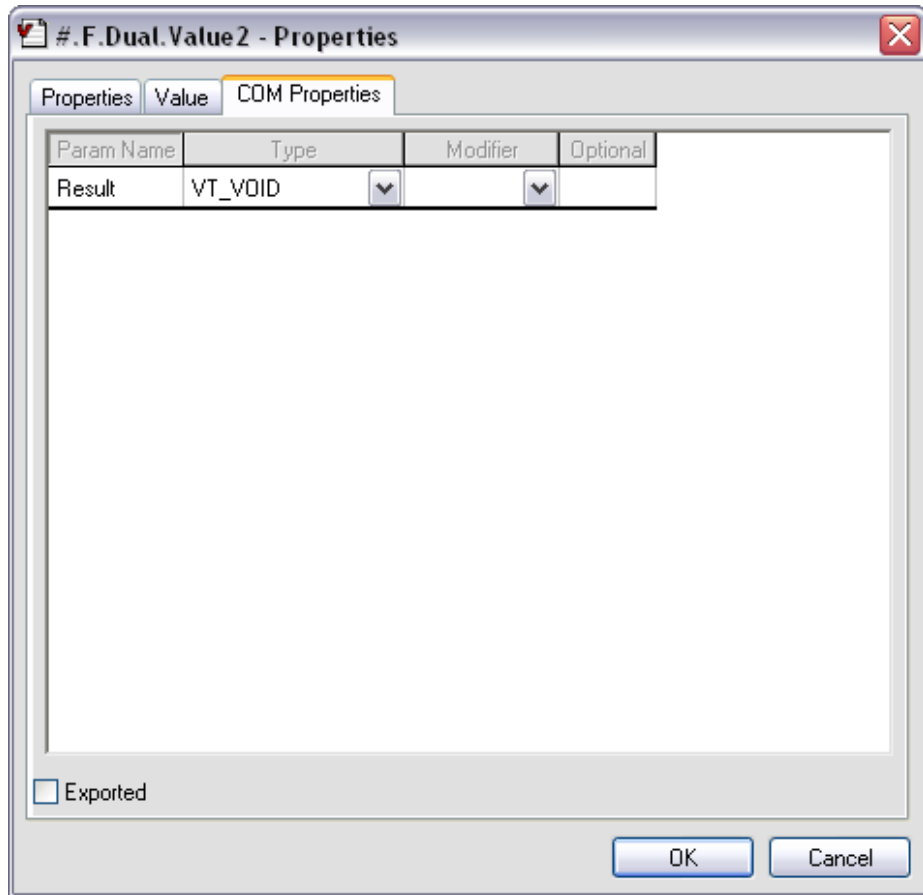 #.F.Dual.Value2 - Properties
Properties Value COM Properties
Param Name Type Modifier Optional
Result VT_VOID
Exported
OK Cancel